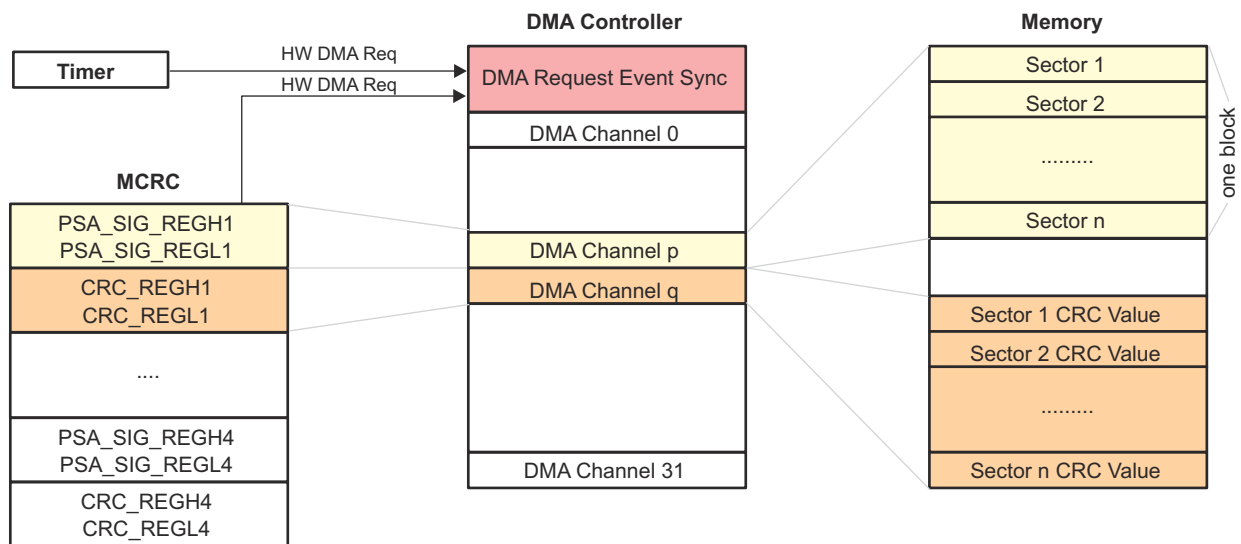 DMA Controller
Memory
Timer
HW DMA Req
HW DMA Req
DMA Request Event Sync
DMA Channel 0
DMA Channel p
DMA Channel q
DMA Channel 31
MCRC
PSA_SIG_REGH1
PSA_SIG_REGL1
CRC_REGH1
CRC_REGL1
....
PSA_SIG_REGH4
PSA_SIG_REGL4
CRC_REGH4
CRC_REGL4
Sector 1
Sector 2
.........
Sector n
one block
Sector 1 CRC Value
Sector 2 CRC Value
.........
Sector n CRC Value